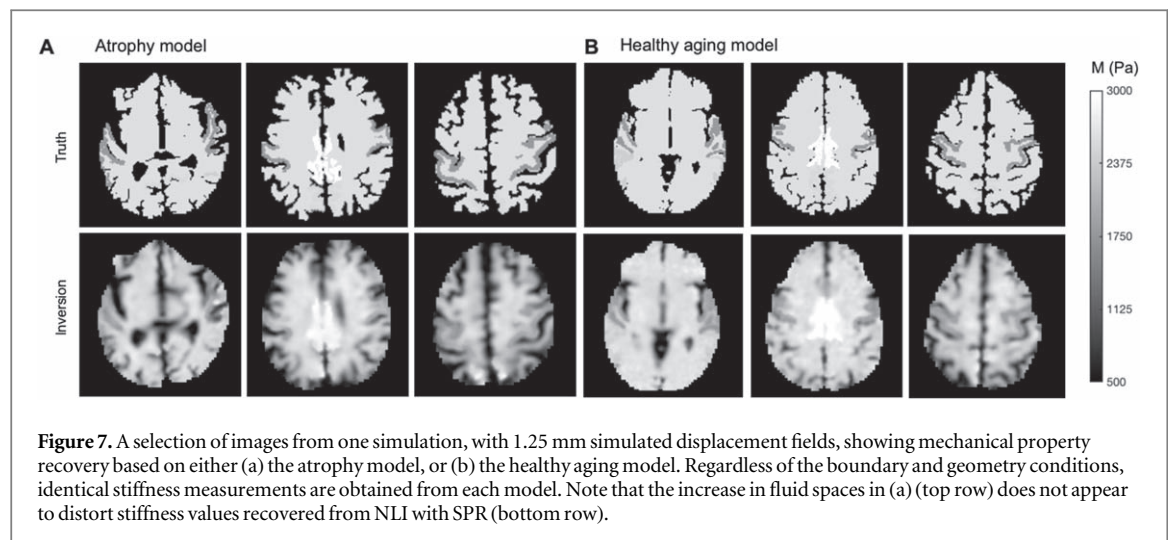 A Atrophy model B Healthy aging model
M (Pa)
3000
Truth
2375
1750
Inversion
1125
500
Figure 7. A selection of images from one simulation, with 1.25 mm simulated displacement fields, showing mechanical property
recovery based on either (a) the atrophy model, or (b) the healthy aging model. Regardless of the boundary and geometry conditions,
identical stiffness measurements are obtained from each model. Note that the increase in fluid spaces in (a) (top row) does not appear
to distort stiffness values recovered from NLI with SPR (bottom row).